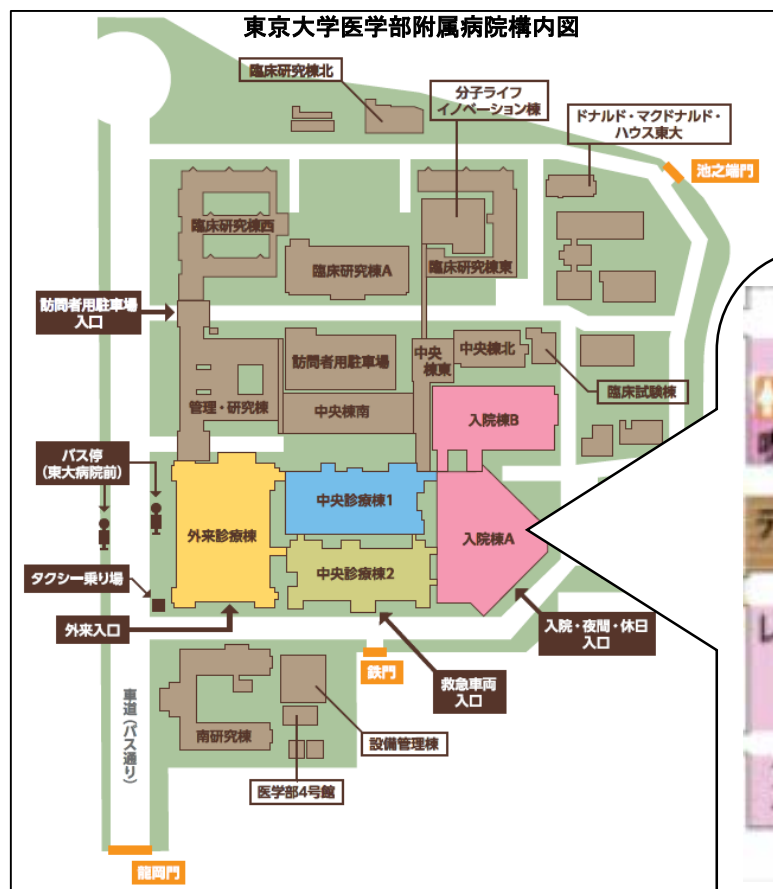 東京大学医学部附属病院構内図
臨床研究棟北
分子ライフ
イノベーション棟
ドナルド・マクドナルド・
ハウス東大
池之端門
臨床研究棟西
臨床研究棟A
臨床研究棟東
訪問者用駐車場
入口
訪問者用駐車場
中央
棟東
中央棟北
臨床試験棟
管理・研究棟
中央棟南
入院棟B
バス停
(東大病院前)
外来診療棟
中央診療棟1
入院棟A
中央診療棟2
タクシー乗り場
外来入口
入院・夜間・休日
入口
鉄門
救急車両
入口
車道(バス通り)
南研究棟
設備管理棟
医学部4号館
龍岡門